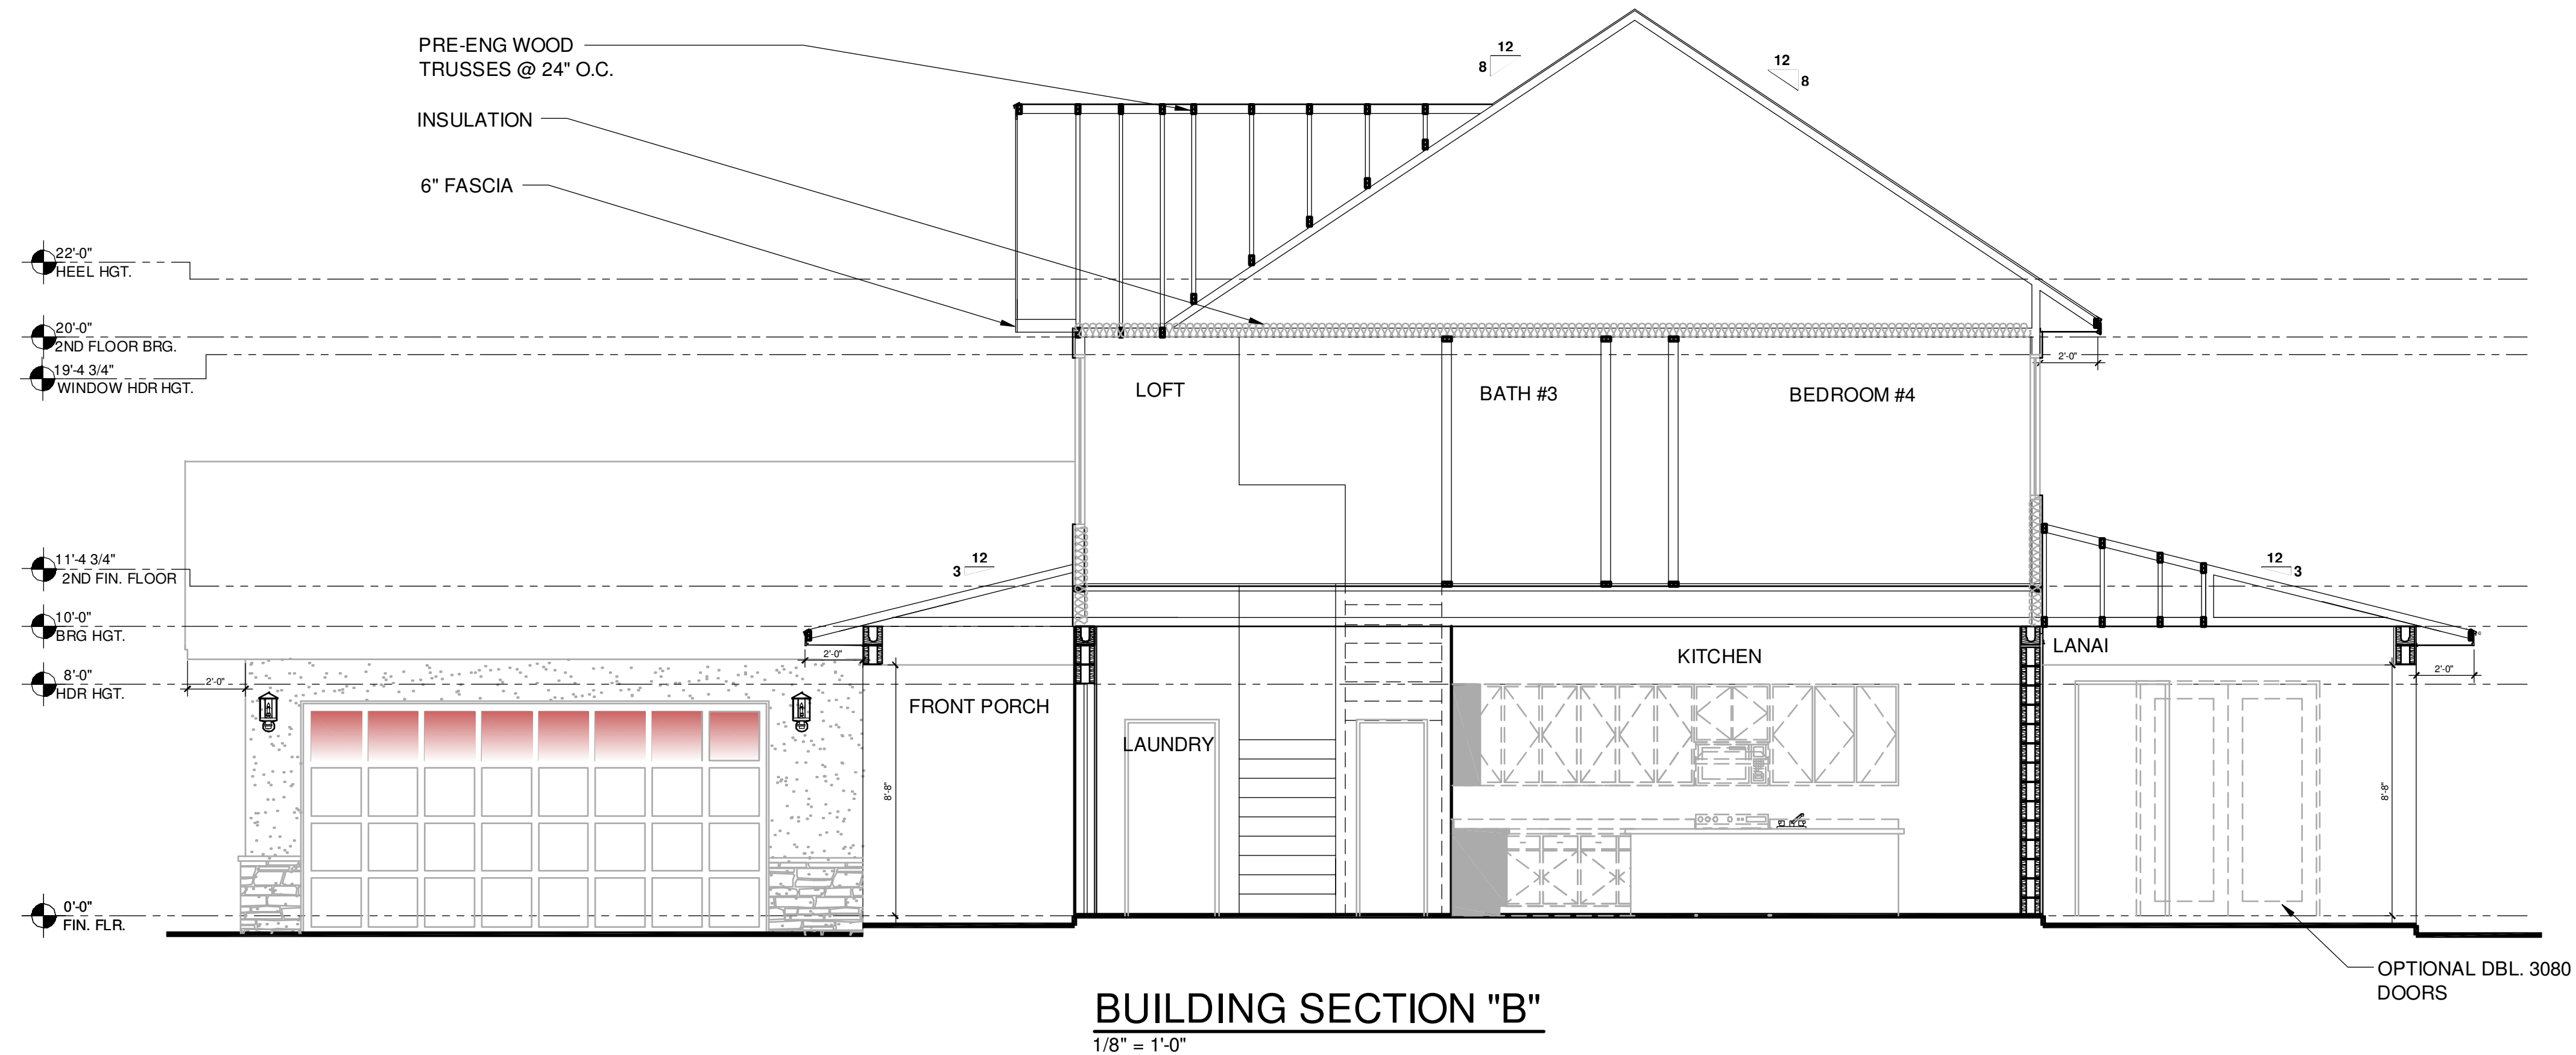 PRE-ENG WOOD
TRUSSES @ 24" O.C.
INSULATION
6" FASCIA
12
8
12
8
22'-0"
HEEL HGT.
20'-0"
2ND FLOOR BRG.
19'-4 3/4"
WINDOW HDR HGT.
2'-0"
LOFT
BATH #3
BEDROOM #4
11'-4 3/4"
2ND FIN. FLOOR
12
3
12
3
10'-0"
BRG HGT.
8'-0"
HDR HGT.
2'-0"
2'-0"
FRONT PORCH
KITCHEN
LANAI
2'-0"
LAUNDRY
8'-8"
8'-8"
0'-0"
FIN. FLR.
OPTIONAL DBL. 3080
DOORS
BUILDING SECTION "B"
1/8" = 1'-0"